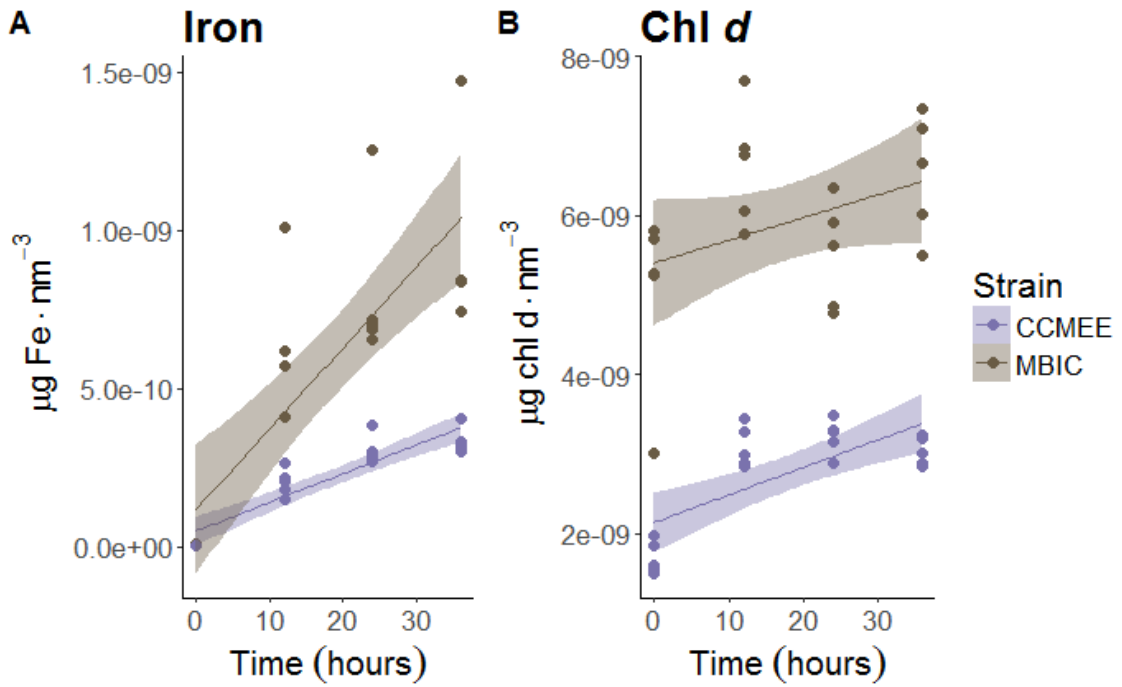 A
Iron
1.5e-09
1.0e-09
5.0e-10
0.0e+00
µg Fe · nm⁻³
0 10 20 30
Time (hours)
B
Chl d
8e-09
6e-09
4e-09
2e-09
µg chl d · nm⁻³
0 10 20 30
Time (hours)
Strain
CCMEE
MBIC